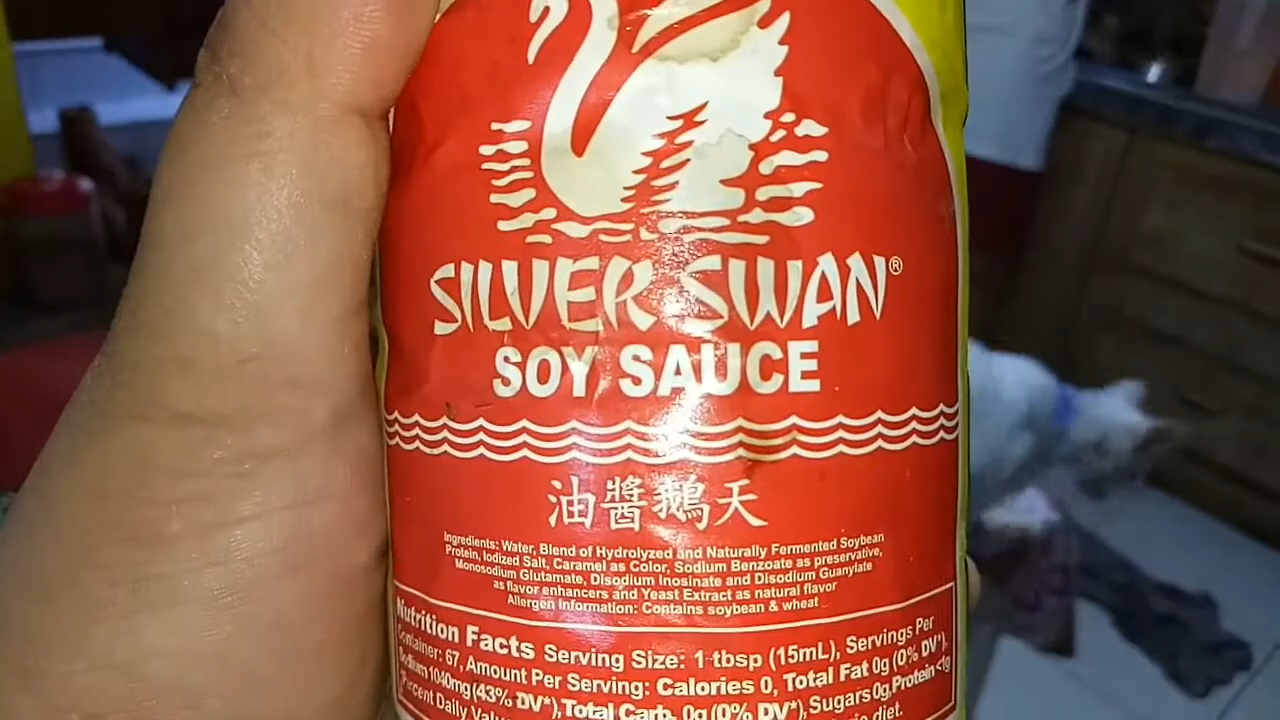 SILVER SWAN®
SOY SAUCE
油醬鵝天
Ingredients: Water, Blend of Hydrolyzed and Naturally Fermented Soybean
Protein, Iodized Salt, Caramel as Color, Sodium Benzoate as preservative,
Monosodium Glutamate, Disodium Inosinate and Disodium Guanylate
as flavor enhancers and Yeast Extract as natural flavor
Allergen Information: Contains soybean & wheat
Nutrition Facts Serving Size: 1 tbsp (15mL), Servings Per
Container: 67, Amount Per Serving: Calories 0, Total Fat 0g (0% DV*),
Sodium 1040mg (43% DV*), Total Carb. 0g (0% DV*), Sugars 0g, Protein <1g
Percent Daily diet.